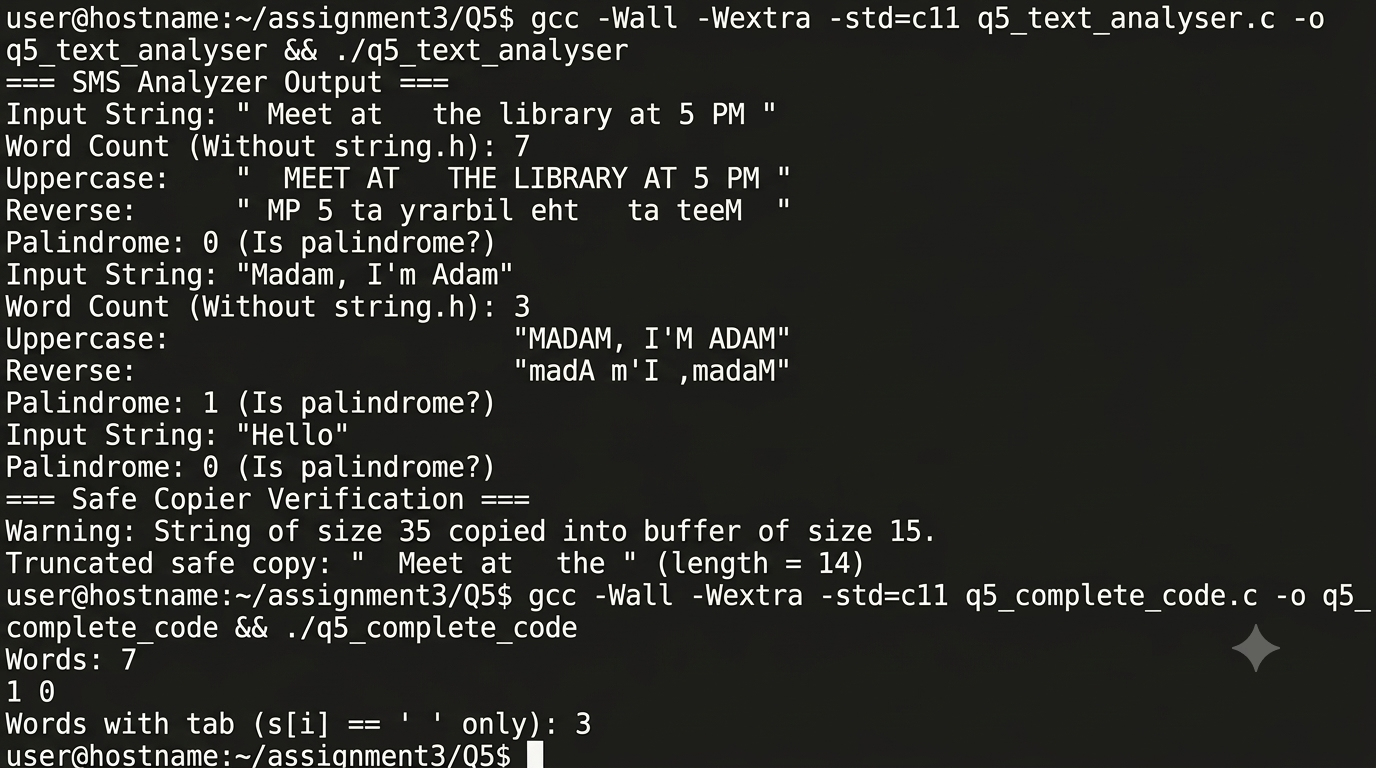 user@hostname:~/assignment3/Q5$ gcc -Wall -Wextra -std=c11 q5_text_analyser.c -o
q5_text_analyser && ./q5_text_analyser
=== SMS Analyzer Output ===
Input String: " Meet at   the library at 5 PM "
Word Count (Without string.h): 7
Uppercase:    "  MEET AT   THE LIBRARY AT 5 PM "
Reverse:      " MP 5 ta yrarbil eht   ta teeM  "
Palindrome: 0 (Is palindrome?)
Input String: "Madam, I'm Adam"
Word Count (Without string.h): 3
Uppercase:                     "MADAM, I'M ADAM"
Reverse:                       "madA m'I ,madaM"
Palindrome: 1 (Is palindrome?)
Input String: "Hello"
Palindrome: 0 (Is palindrome?)
=== Safe Copier Verification ===
Warning: String of size 35 copied into buffer of size 15.
Truncated safe copy: "  Meet at   the " (length = 14)
user@hostname:~/assignment3/Q5$ gcc -Wall -Wextra -std=c11 q5_complete_code.c -o q5_
complete_code && ./q5_complete_code
Words: 7
1 0
Words with tab (s[i] == ' ' only): 3
user@hostname:~/assignment3/Q5$